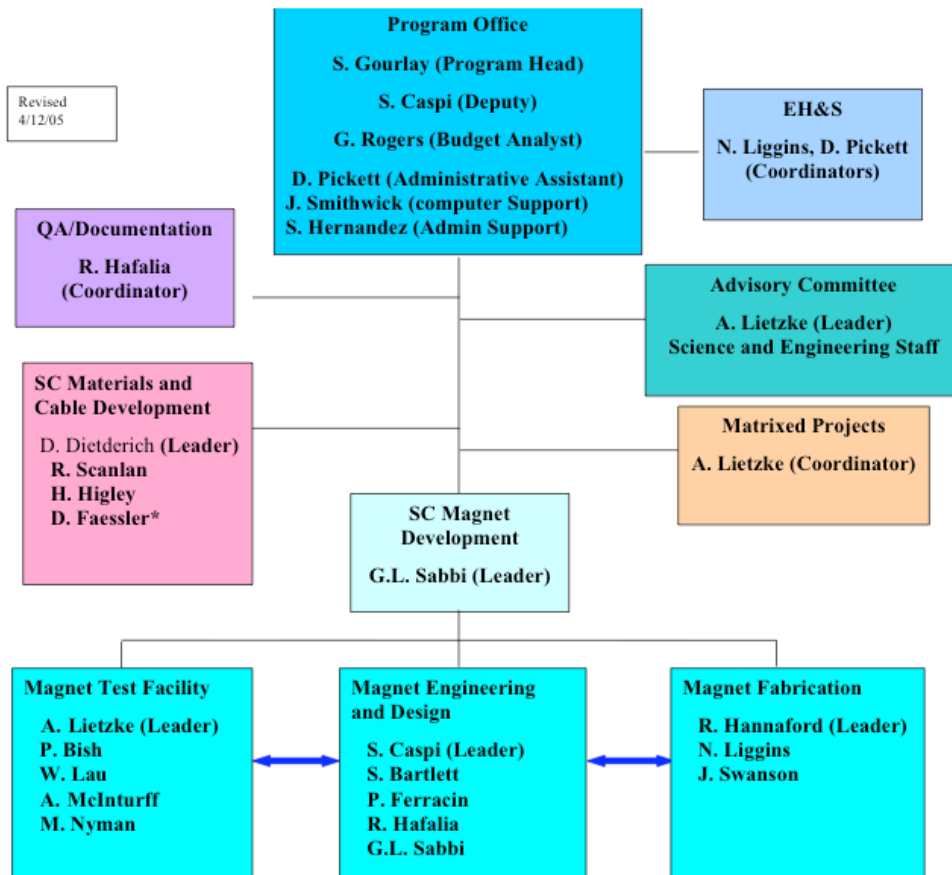 Program Office
S. Gourlay (Program Head)
S. Caspi (Deputy)
G. Rogers (Budget Analyst)
D. Pickett (Administrative Assistant)
J. Smithwick (computer Support)
S. Hernandez (Admin Support)
Revised
4/12/05
EH&S
N. Liggins, D. Pickett
(Coordinators)
QA/Documentation
R. Hafalia
(Coordinator)
Advisory Committee
A. Lietzke (Leader)
Science and Engineering Staff
SC Materials and
Cable Development
D. Dietderich (Leader)
R. Scanlan
H. Higley
D. Faessler*
Matrixed Projects
A. Lietzke (Coordinator)
SC Magnet
Development
G.L. Sabbi (Leader)
Magnet Test Facility
A. Lietzke (Leader)
P. Bish
W. Lau
A. McInturff
M. Nyman
Magnet Engineering
and Design
S. Caspi (Leader)
S. Bartlett
P. Ferracin
R. Hafalia
G.L. Sabbi
Magnet Fabrication
R. Hannaford (Leader)
N. Liggins
J. Swanson